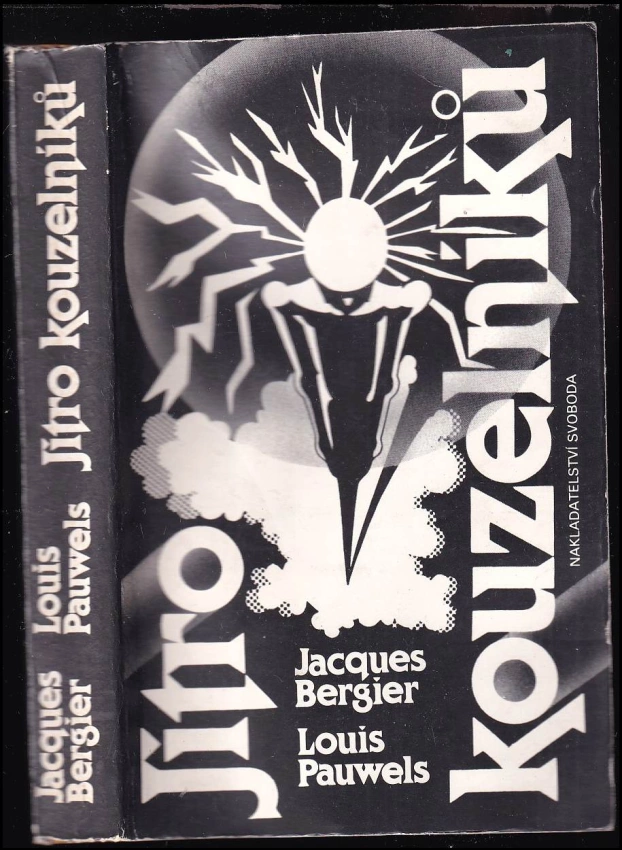 Jacques
Bergier
Louis
Pauwels
Jitro kouzelníků
Jitro
kouzelníků
Jacques
Bergier
Louis
Pauwels
NAKLADATELSTVÍ SVOBODA